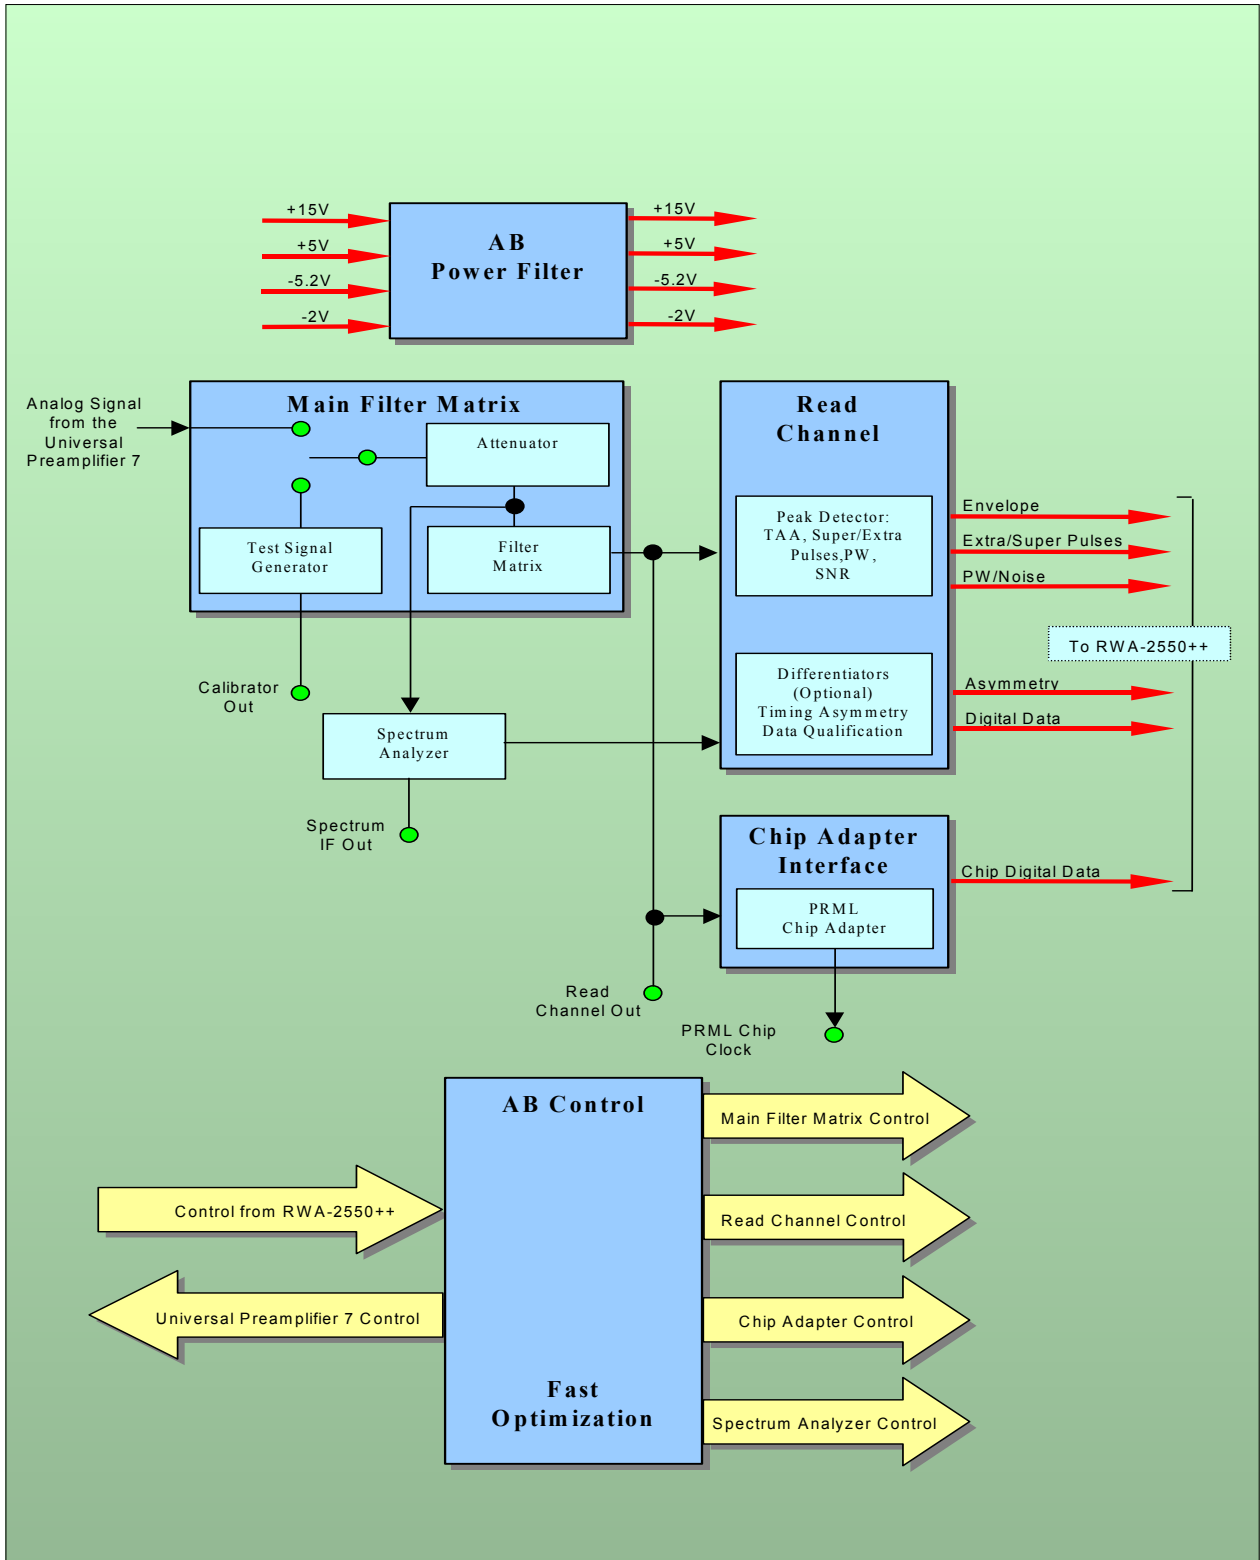 +15V
+5V
-5.2V
-2V
AB
Power Filter
+15V
+5V
-5.2V
-2V
Analog Signal
from the
Universal
Preamplifier 7
Main Filter Matrix
Attenuator
Test Signal
Generator
Filter
Matrix
Read
Channel
Peak Detector:
TAA, Super/Extra
Pulses,PW,
SNR
Envelope
Extra/Super Pulses
PW/Noise
To RWA-2550++
Differentiators
(Optional)
Timing Asymmetry
Data Qualification
Asymmetry
Digital Data
Calibrator
Out
Spectrum
Analyzer
Spectrum
IF Out
Chip Adapter
Interface
PRML
Chip Adapter
Chip Digital Data
Read
Channel Out
PRML Chip
Clock
AB Control
Fast
Optimization
Control from RWA-2550++
Universal Preamplifier 7 Control
Main Filter Matrix Control
Read Channel Control
Chip Adapter Control
Spectrum Analyzer Control